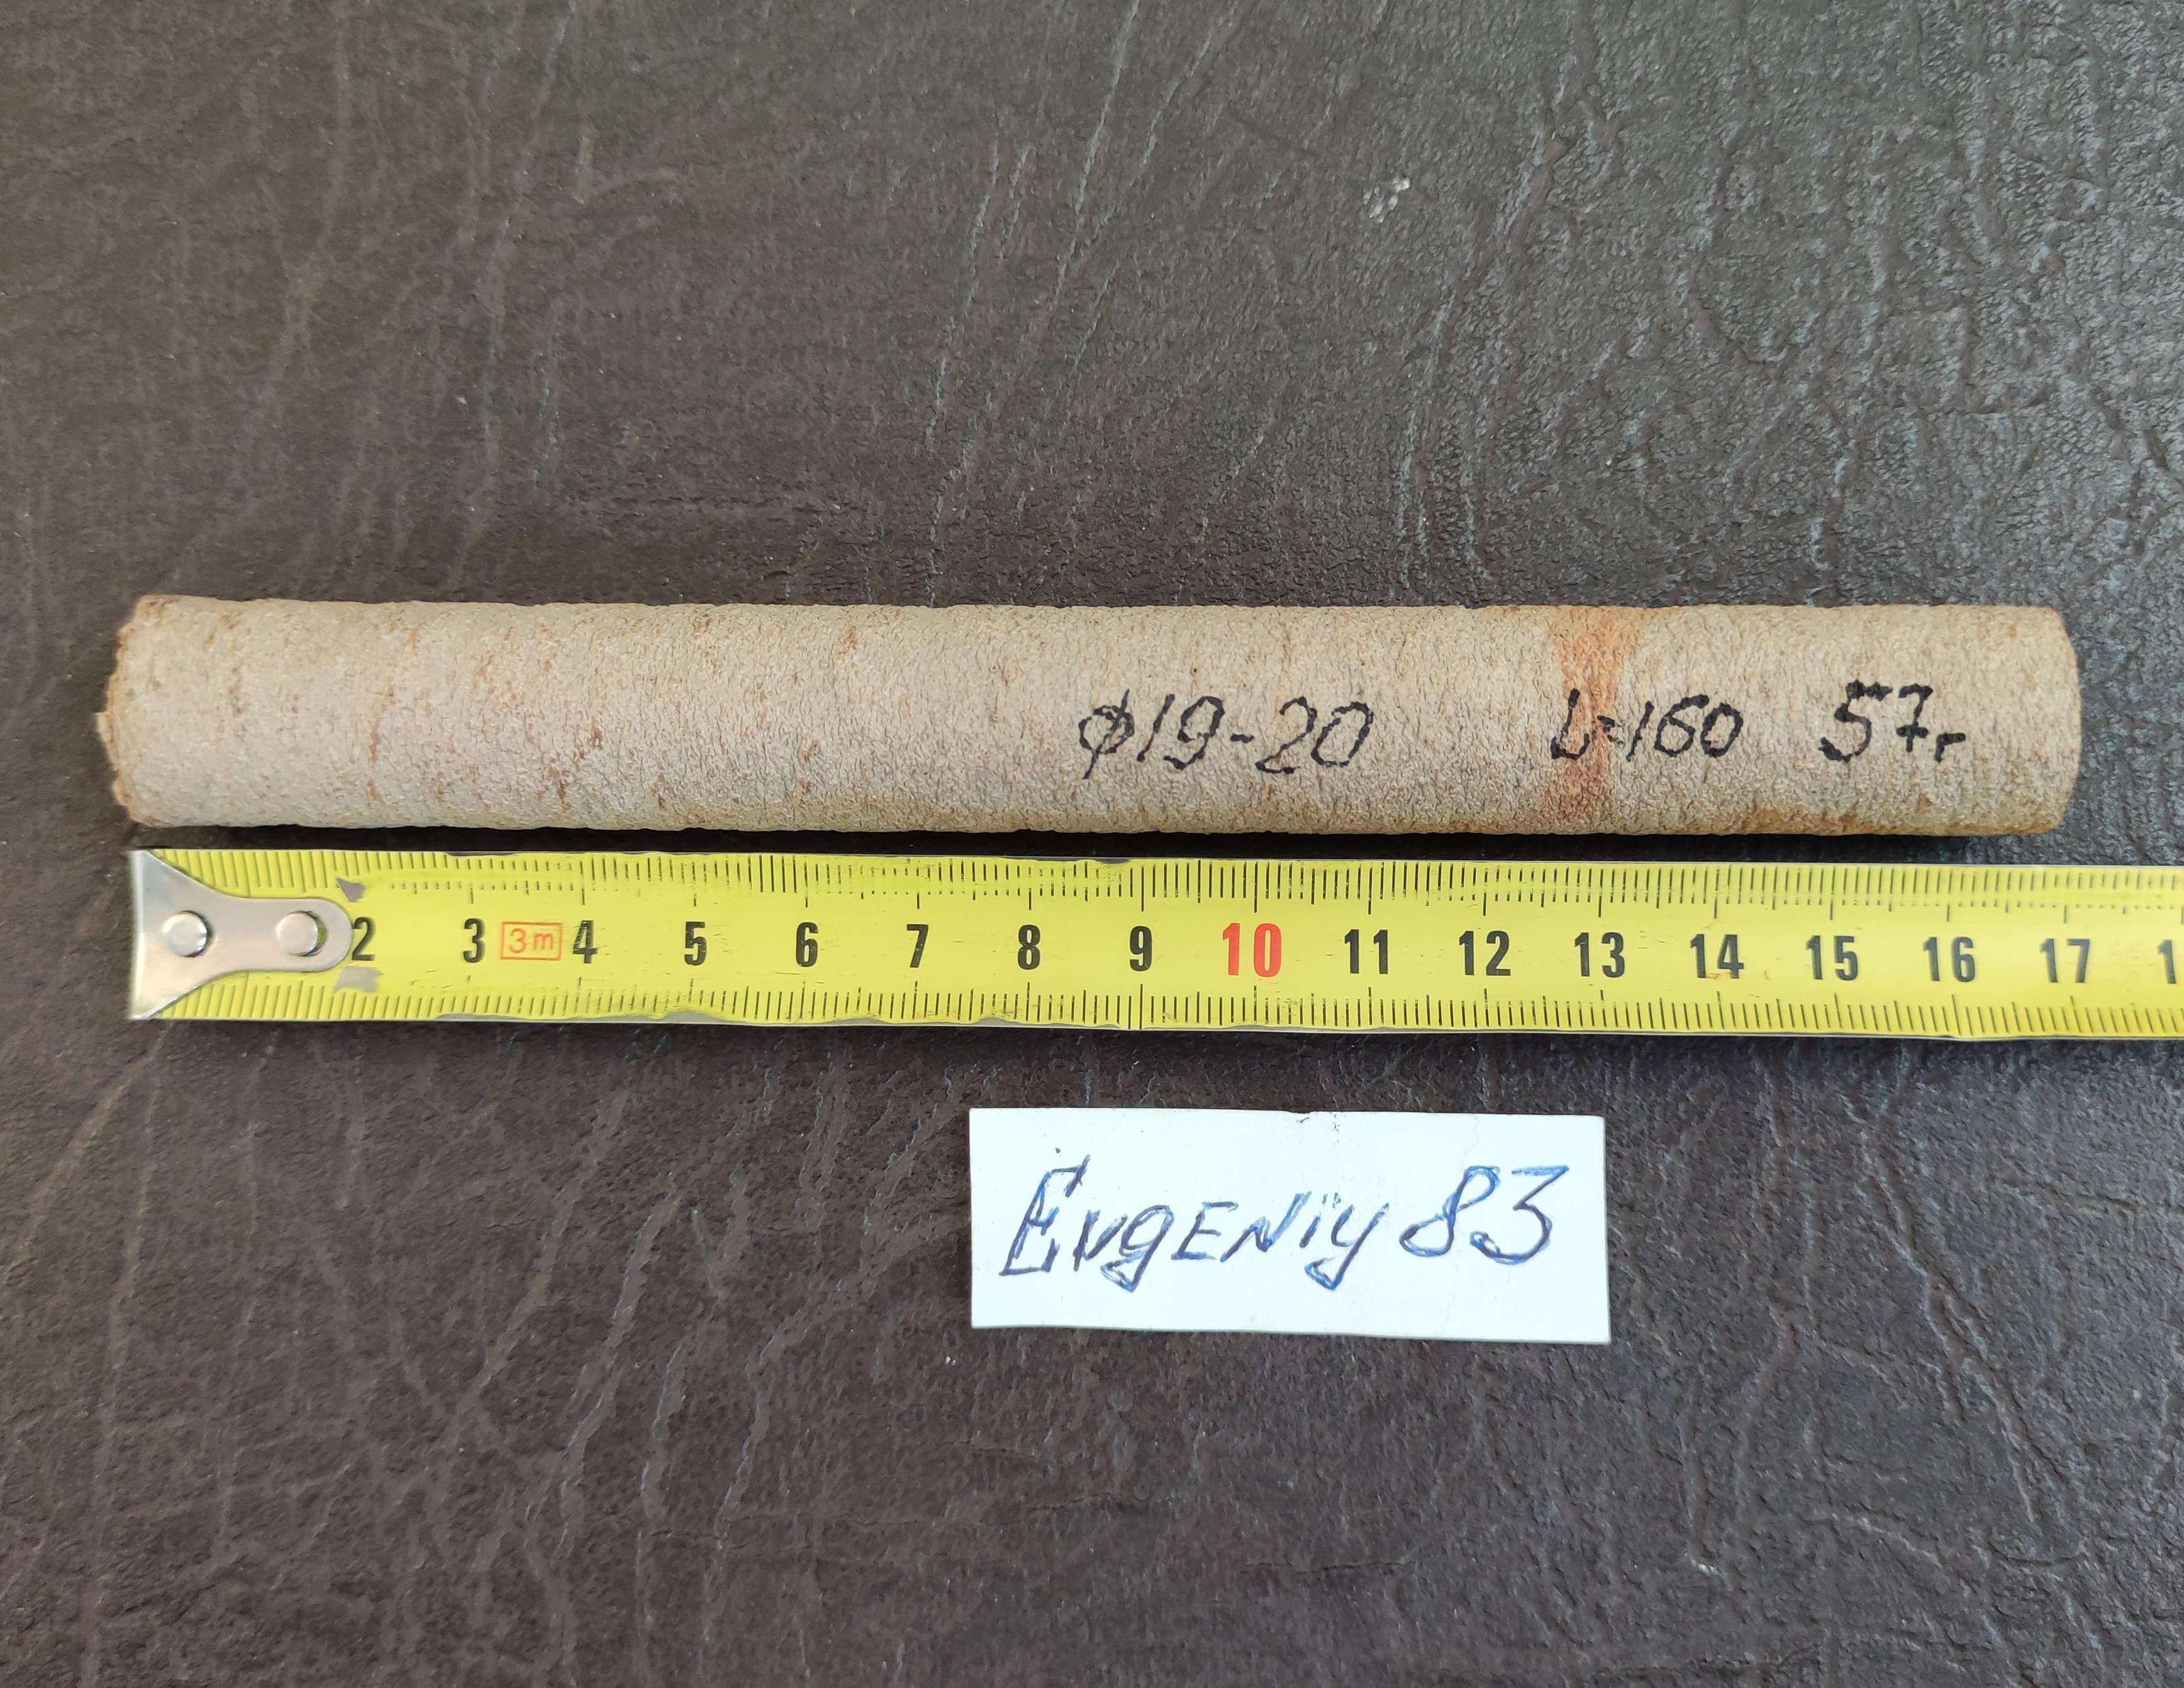 ф19-20 L-160 57г
2 3 3m 4 5 6 7 8 9 10 11 12 13 14 15 16 17
EvgENiy 83